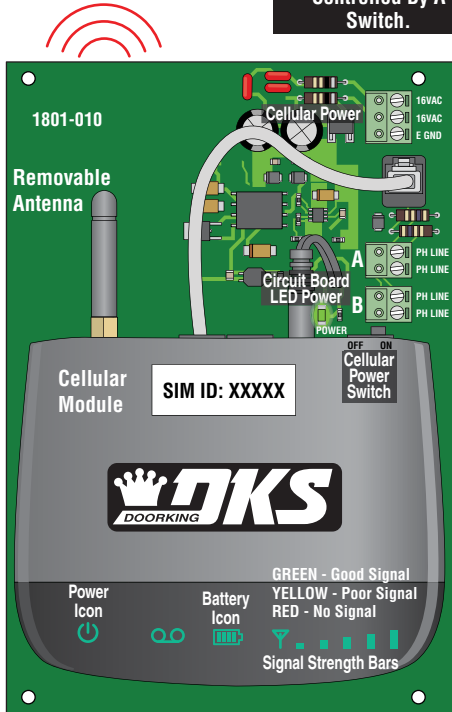 Controlled By A
Switch.
1801-010
Cellular Power
16VAC
16VAC
E GND
Removable
Antenna
A
PH LINE
PH LINE
Circuit Board
LED Power
B
PH LINE
PH LINE
POWER
OFF ON
Cellular
Power
Switch
Cellular
Module
SIM ID: XXXXX
DKS
DOORKING
GREEN - Good Signal
YELLOW - Poor Signal
RED - No Signal
Power
Icon
Battery
Icon
Signal Strength Bars